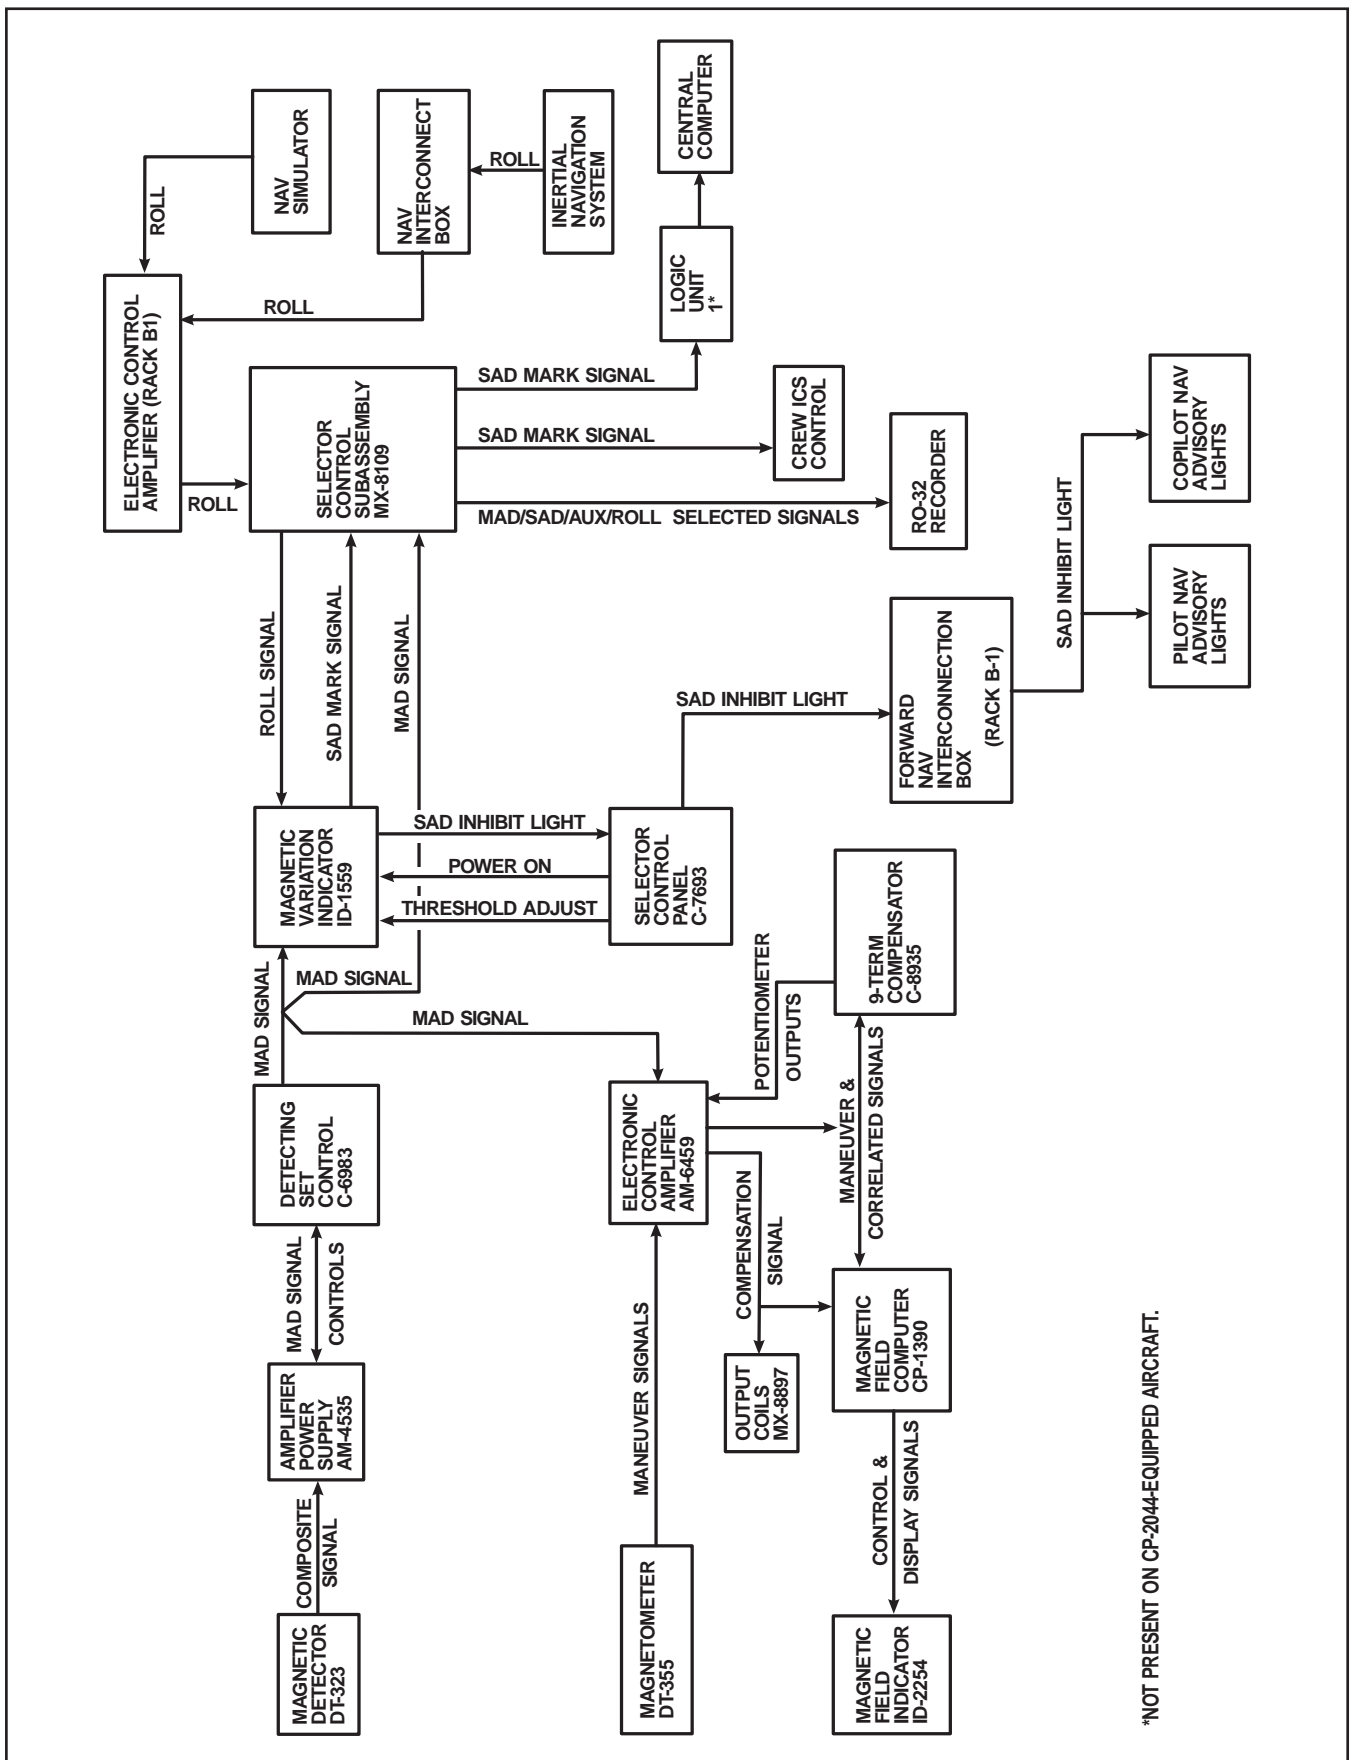 MAGNETIC
DETECTOR
DT-323
COMPOSITE
SIGNAL
AMPLIFIER
POWER
SUPPLY
AM-4535
MAD SIGNAL
CONTROLS
DETECTING
SET
CONTROL
C-6983
MAD SIGNAL
MAD SIGNAL
MAD SIGNAL
MAGNETIC
VARIATION
INDICATOR
ID-1559
ROLL SIGNAL
SAD MARK SIGNAL
MAD SIGNAL
SELECTOR
CONTROL
SUBASSEMBLY
MX-8109
ROLL
ELECTRONIC CONTROL
AMPLIFIER (RACK B1)
ROLL
NAV
SIMULATOR
ROLL
NAV
INTERCONNECT
BOX
ROLL
INERTIAL
NAVIGATION
SYSTEM
SAD MARK SIGNAL
LOGIC
UNIT
1*
CENTRAL
COMPUTER
SAD MARK SIGNAL
CREW ICS
CONTROL
MAD/SAD/AUX/ROLL SELECTED SIGNALS
RO-32
RECORDER
SAD INHIBIT LIGHT
POWER ON
THRESHOLD ADJUST
SELECTOR
CONTROL
PANEL
C-7693
SAD INHIBIT LIGHT
FORWARD
NAV
INTERCONNECTION
BOX
(RACK B-1)
SAD INHIBIT LIGHT
PILOT NAV
ADVISORY
LIGHTS
COPILOT NAV
ADVISORY
LIGHTS
MAGNETOMETER
DT-355
MANEUVER SIGNALS
ELECTRONIC
CONTROL
AMPLIFIER
AM-6459
POTENTIOMETER
OUTPUTS
9-TERM
COMPENSATOR
C-8935
MANEUVER &
CORRELATED SIGNALS
COMPENSATION
SIGNAL
OUTPUT
COILS
MX-8897
MAGNETIC
FIELD
COMPUTER
CP-1390
CONTROL &
DISPLAY SIGNALS
MAGNETIC
FIELD
INDICATOR
ID-2254
*NOT PRESENT ON CP-2044-EQUIPPED AIRCRAFT.